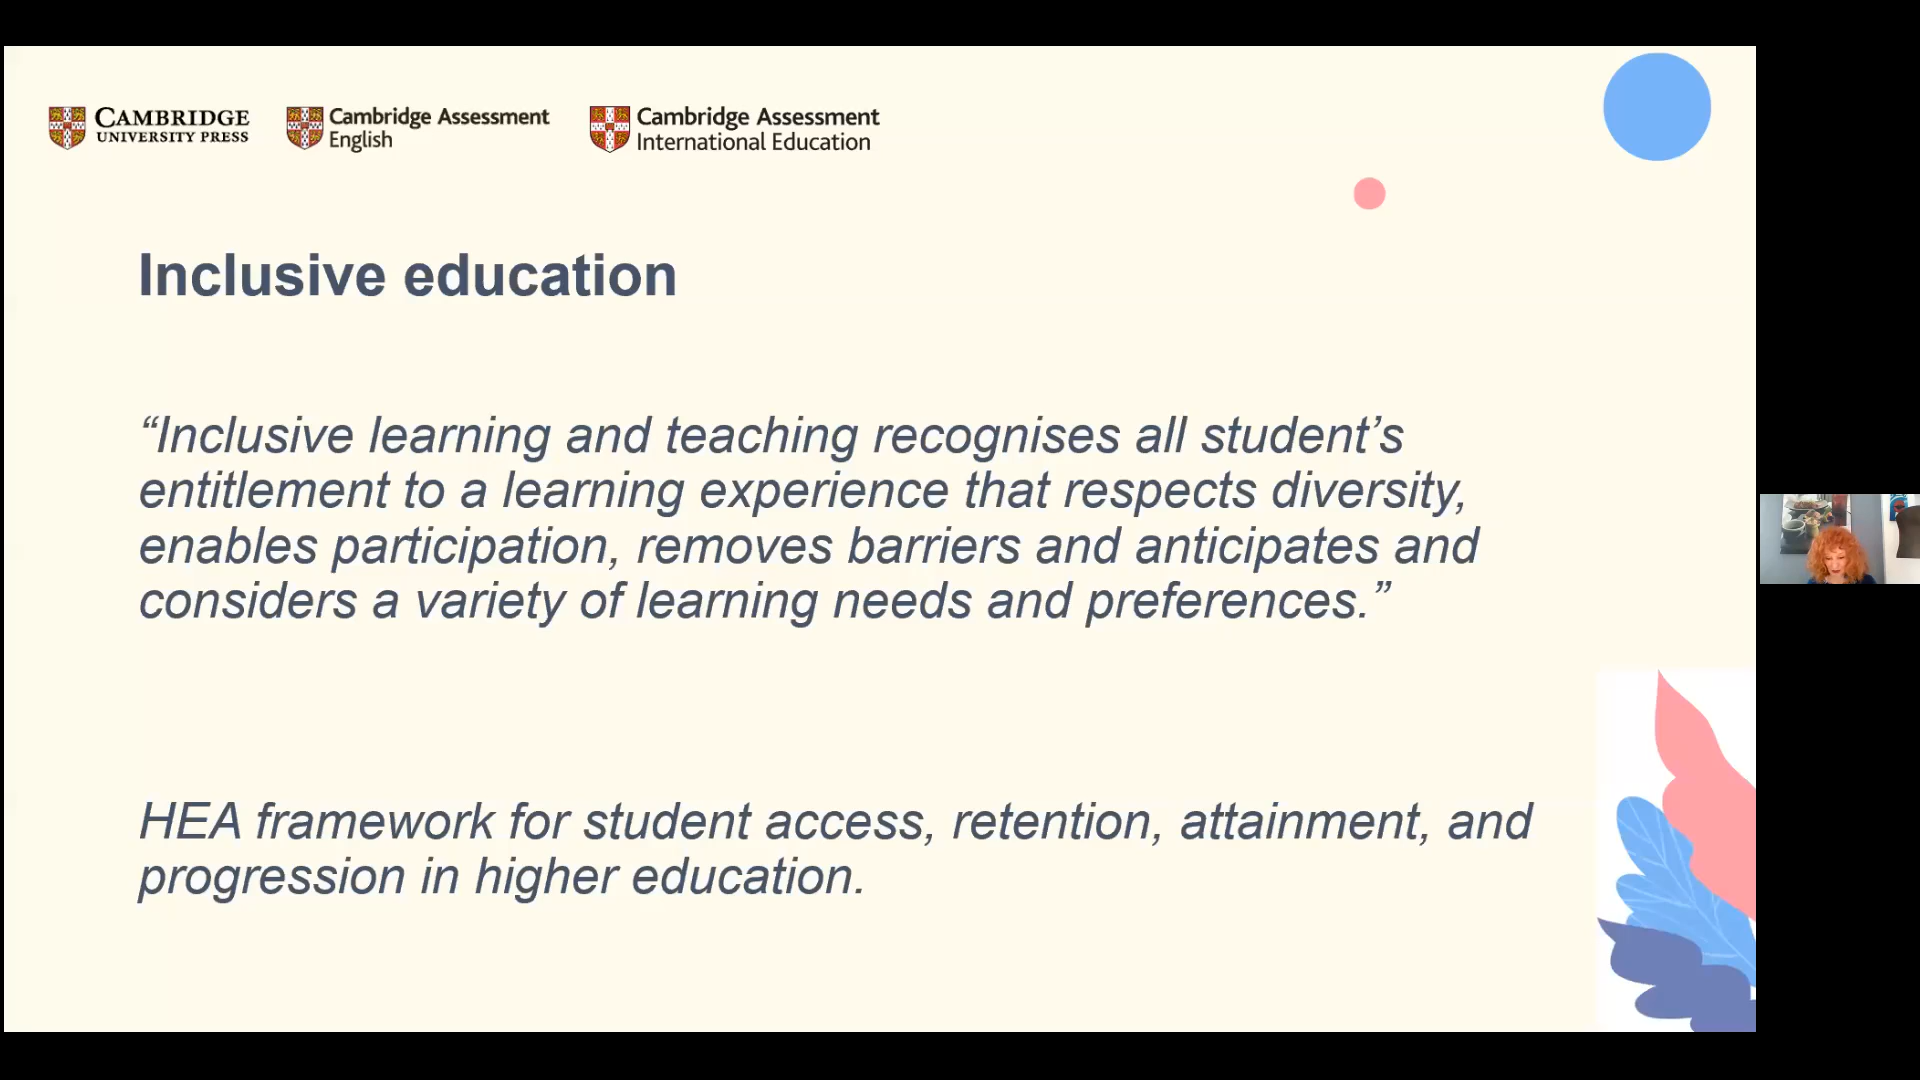 CAMBRIDGE
UNIVERSITY PRESS
Cambridge Assessment
English
Cambridge Assessment
International Education
Inclusive education
“Inclusive learning and teaching recognises all student’s
entitlement to a learning experience that respects diversity,
enables participation, removes barriers and anticipates and
considers a variety of learning needs and preferences.”
HEA framework for student access, retention, attainment, and
progression in higher education.